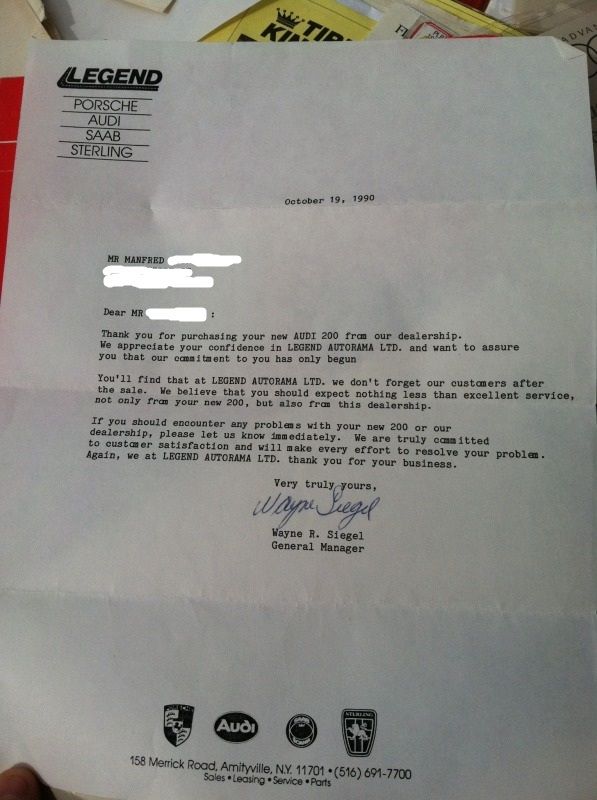 TIRE
LEGEND
PORSCHE
AUDI
SAAB
STERLING
October 19, 1990
MR MANFRED
Dear MR :
Thank you for purchasing your new AUDI 200 from our dealership.
We appreciate your confidence in LEGEND AUTORAMA LTD. and want to assure
you that our commitment to you has only begun
You'll find that at LEGEND AUTORAMA LTD. we don't forget our customers after
the sale. We believe that you should expect nothing less than excellent service,
not only from your new 200, but also from this dealership.
If you should encounter any problems with your new 200 or our
dealership, please let us know immediately. We are truly committed
to customer satisfaction and will make every effort to resolve your problem.
Again, we at LEGEND AUTORAMA LTD. thank you for your business.
Very truly yours,
Wayne Siegel
Wayne R. Siegel
General Manager
Audi
STERLING
158 Merrick Road, Amityville, N.Y. 11701 • (516) 691-7700
Sales • Leasing • Service • Parts